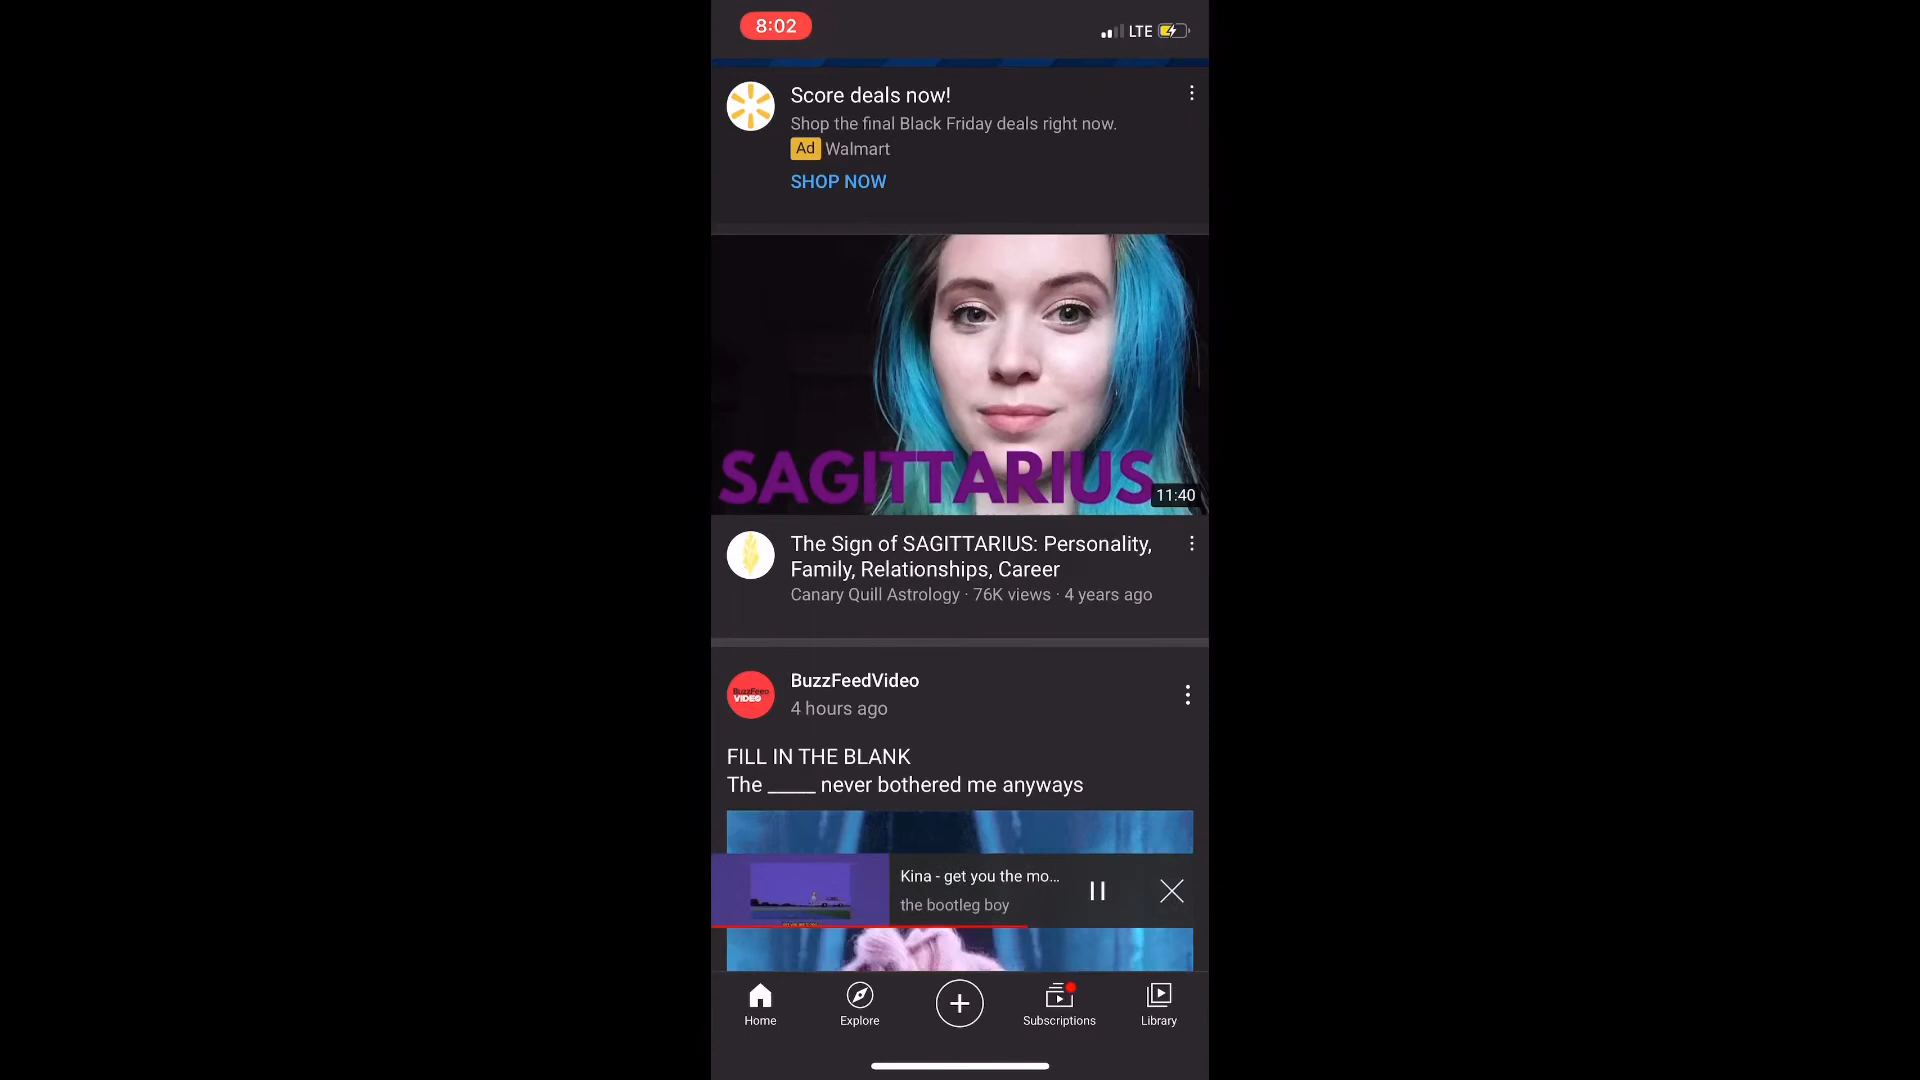 8:02
LTE
Score deals now!
Shop the final Black Friday deals right now.
Ad Walmart
SHOP NOW
SAGITTARIUS
11:40
The Sign of SAGITTARIUS: Personality,
Family, Relationships, Career
Canary Quill Astrology · 76K views · 4 years ago
BuzzFeed
VIDEO
BuzzFeedVideo
4 hours ago
FILL IN THE BLANK
The _____ never bothered me anyways
Kina - get you the mo...
the bootleg boy
Home
Explore
Subscriptions
Library